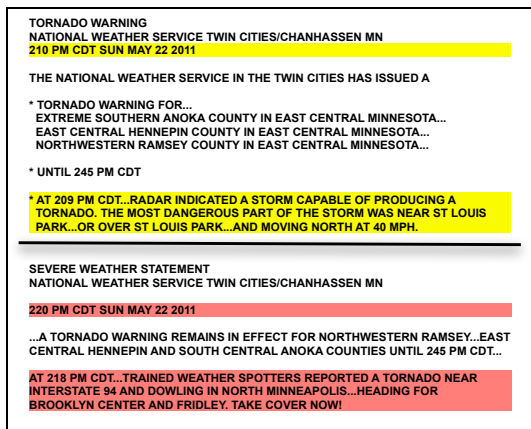 TORNADO WARNING
NATIONAL WEATHER SERVICE TWIN CITIES/CHANHASSEN MN
210 PM CDT SUN MAY 22 2011
THE NATIONAL WEATHER SERVICE IN THE TWIN CITIES HAS ISSUED A
* TORNADO WARNING FOR...
EXTREME SOUTHERN ANOKA COUNTY IN EAST CENTRAL MINNESOTA...
EAST CENTRAL HENNEPIN COUNTY IN EAST CENTRAL MINNESOTA...
NORTHWESTERN RAMSEY COUNTY IN EAST CENTRAL MINNESOTA...
* UNTIL 245 PM CDT
* AT 209 PM CDT...RADAR INDICATED A STORM CAPABLE OF PRODUCING A
TORNADO. THE MOST DANGEROUS PART OF THE STORM WAS NEAR ST LOUIS
PARK...OR OVER ST LOUIS PARK...AND MOVING NORTH AT 40 MPH.
SEVERE WEATHER STATEMENT
NATIONAL WEATHER SERVICE TWIN CITIES/CHANHASSEN MN
220 PM CDT SUN MAY 22 2011
...A TORNADO WARNING REMAINS IN EFFECT FOR NORTHWESTERN RAMSEY...EAST
CENTRAL HENNEPIN AND SOUTH CENTRAL ANOKA COUNTIES UNTIL 245 PM CDT...
AT 218 PM CDT...TRAINED WEATHER SPOTTERS REPORTED A TORNADO NEAR
INTERSTATE 94 AND DOWLING IN NORTH MINNEAPOLIS...HEADING FOR
BROOKLYN CENTER AND FRIDLEY. TAKE COVER NOW!